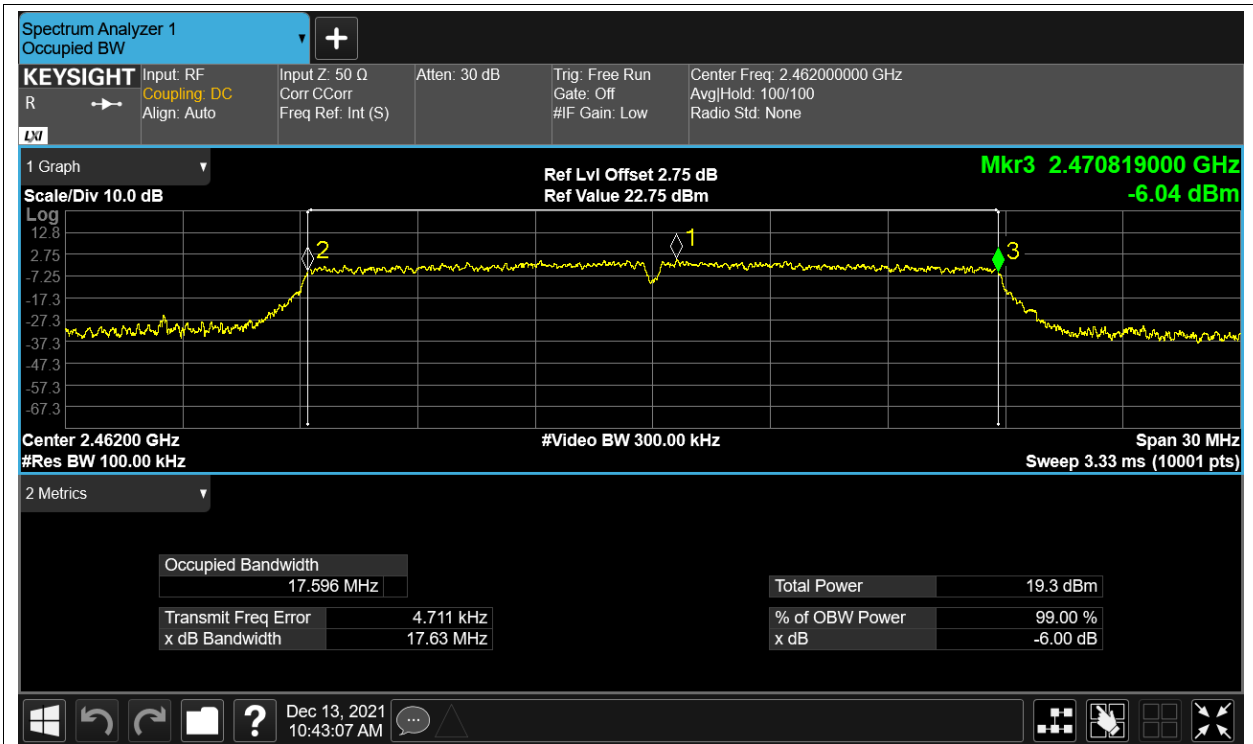 Spectrum Analyzer 1
Occupied BW
KEYSIGHT
R
LXI
Input: RF
Coupling: DC
Align: Auto
Input Z: 50 Ω
Corr CCorr
Freq Ref: Int (S)
Atten: 30 dB
Trig: Free Run
Gate: Off
#IF Gain: Low
Center Freq: 2.462000000 GHz
Avg|Hold: 100/100
Radio Std: None
1 Graph
Scale/Div 10.0 dB
Ref Lvl Offset 2.75 dB
Ref Value 22.75 dBm
Mkr3 2.470819000 GHz
-6.04 dBm
Log
12.8
2.75
-7.25
-17.3
-27.3
-37.3
-47.3
-57.3
-67.3
2
1
3
Center 2.46200 GHz
#Video BW 300.00 kHz
Span 30 MHz
#Res BW 100.00 kHz
Sweep 3.33 ms (10001 pts)
2 Metrics
Occupied Bandwidth
17.596 MHz
Transmit Freq Error 4.711 kHz
x dB Bandwidth 17.63 MHz
Total Power 19.3 dBm
% of OBW Power 99.00 %
x dB -6.00 dB
Dec 13, 2021
10:43:07 AM